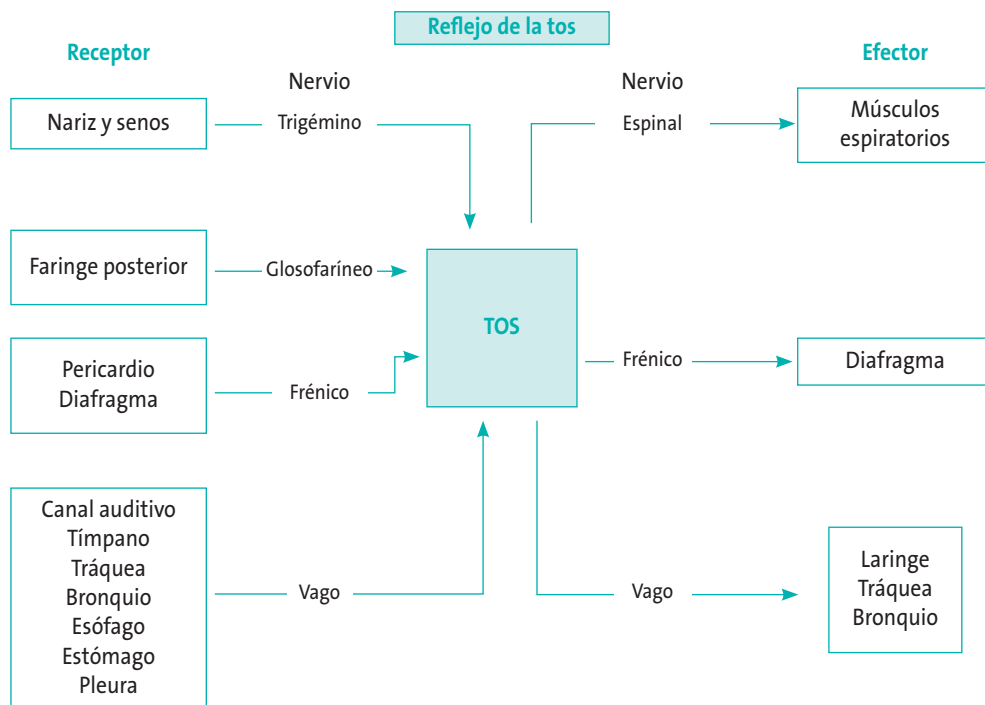 Reflejo de la tos
Receptor
Efector
Nervio
Nervio
Nariz y senos
Trigémino
Espinal
Músculos
espiratorios
Faringe posterior
Glosofaríneo
TOS
Pericardio
Diafragma
Frénico
Frénico
Diafragma
Canal auditivo
Tímpano
Tráquea
Bronquio
Esófago
Estómago
Pleura
Vago
Vago
Laringe
Tráquea
Bronquio